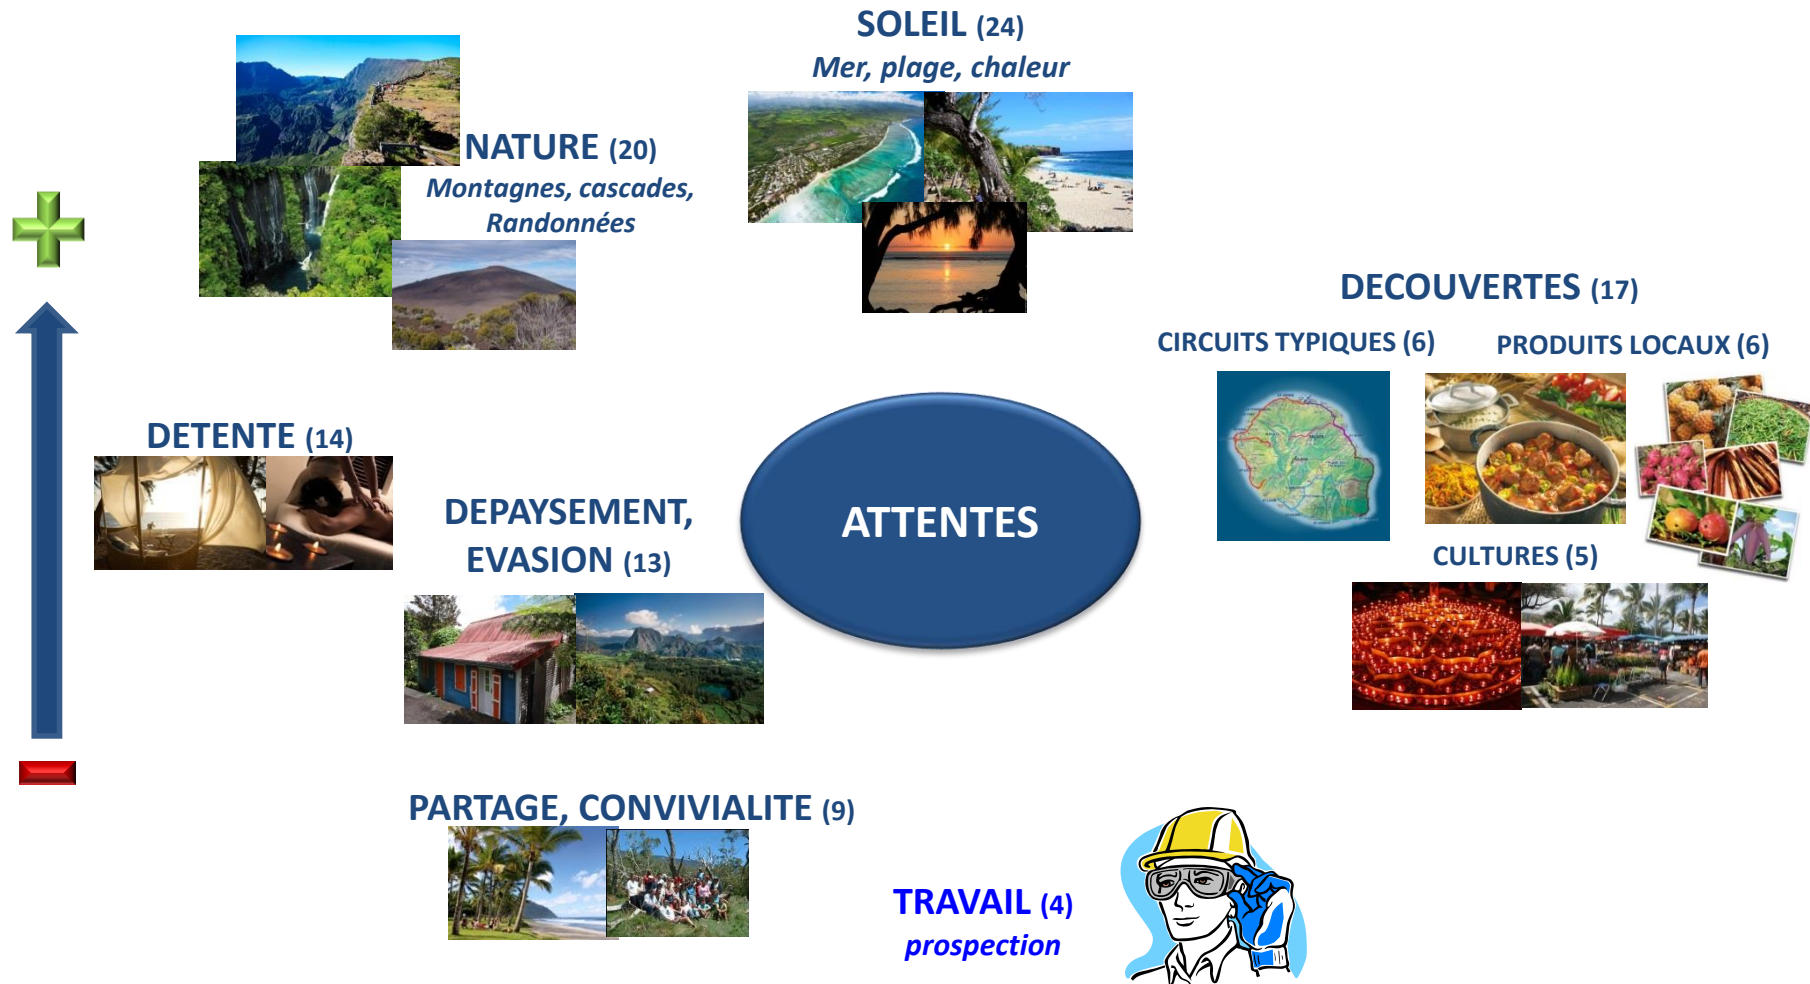 SOLEIL (24)
Mer, plage, chaleur
NATURE (20)
Montagnes, cascades,
Randonnées
DECOUVERTES (17)
CIRCUITS TYPIQUES (6)
PRODUITS LOCAUX (6)
DETENTE (14)
DEPAYSEMENT,
EVASION (13)
ATTENTES
CULTURES (5)
PARTAGE, CONVIVIALITE (9)
TRAVAIL (4)
prospection